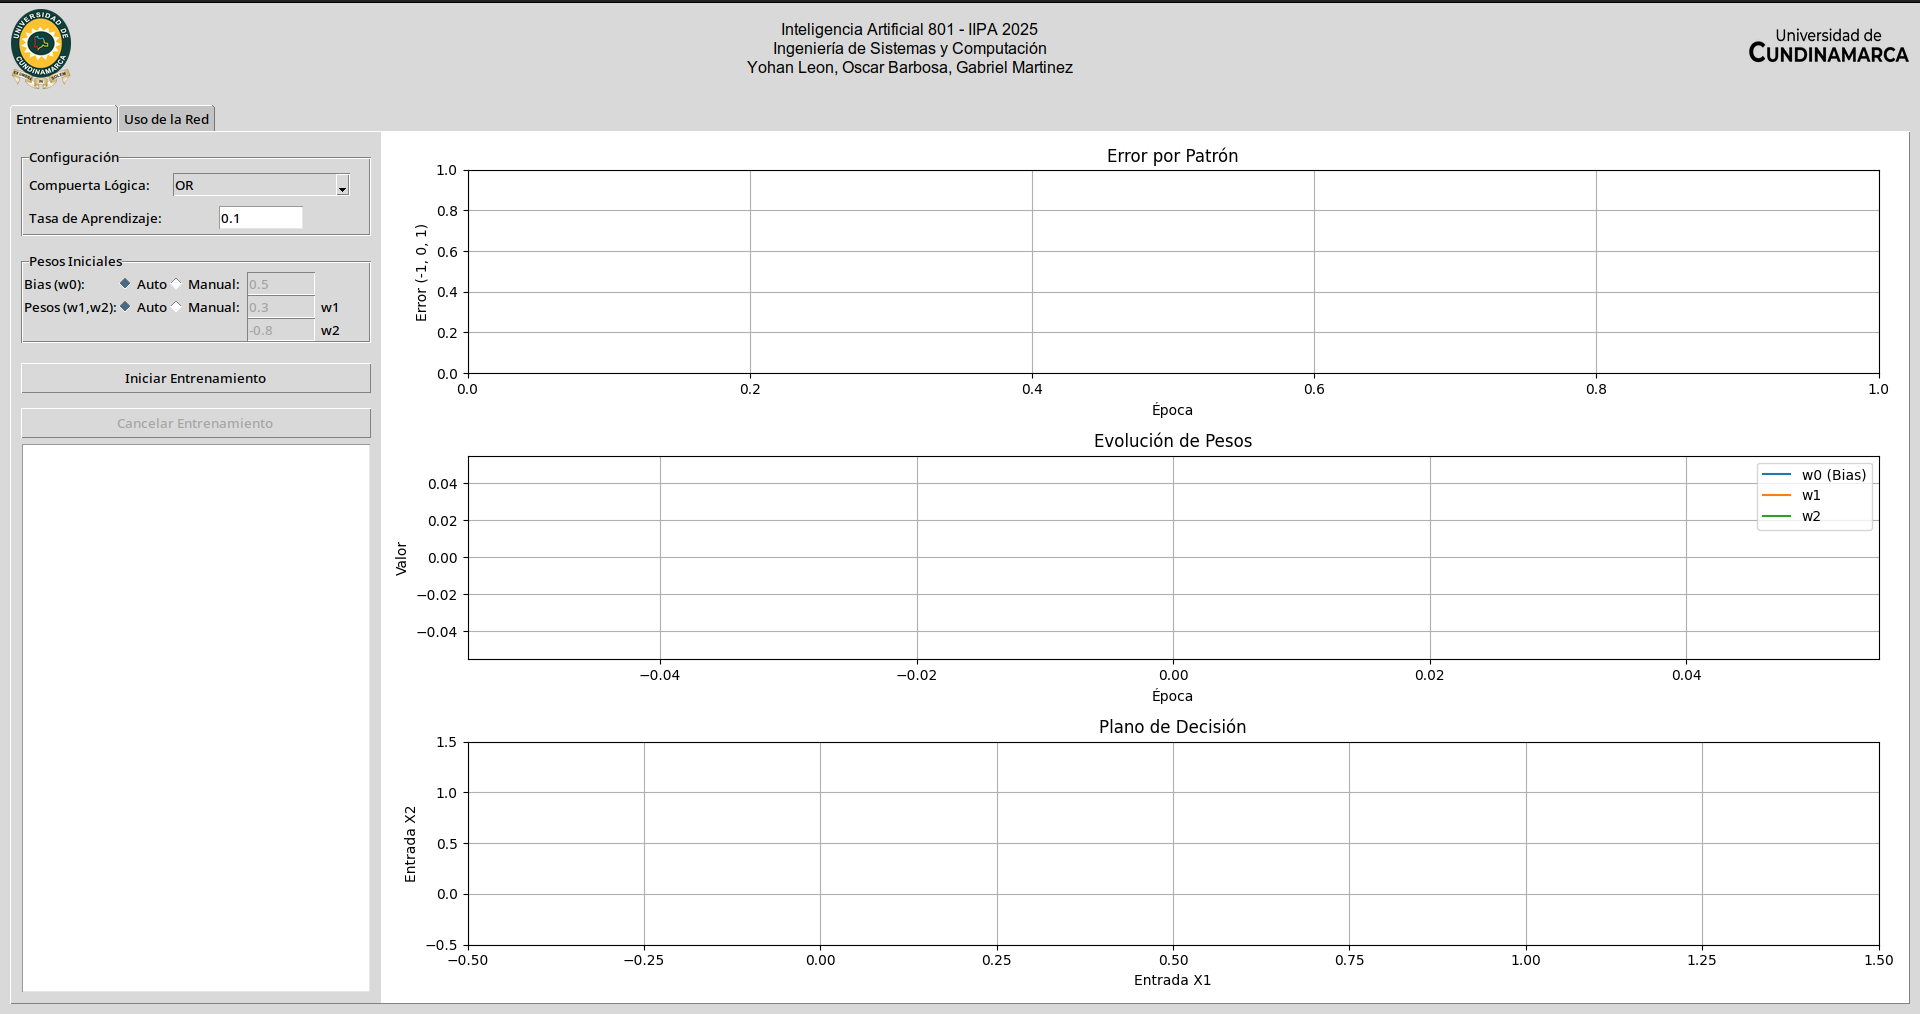 UNIVERSIDAD DE
CUNDINAMARCA
Inteligencia Artificial 801 - IIPA 2025
Ingeniería de Sistemas y Computación
Yohan Leon, Oscar Barbosa, Gabriel Martinez
Universidad de
CUNDINAMARCA
Entrenamiento
Uso de la Red
Configuración
Compuerta Lógica: OR
Tasa de Aprendizaje: 0.1
Pesos Iniciales
Bias (w0): Auto Manual: 0.5
Pesos (w1,w2): Auto Manual: 0.3 w1
-0.8 w2
Iniciar Entrenamiento
Cancelar Entrenamiento
Error por Patrón
Error (-1, 0, 1)
1.0
0.8
0.6
0.4
0.2
0.0
0.0 0.2 0.4 0.6 0.8 1.0
Época
Evolución de Pesos
Valor
0.04
0.02
0.00
−0.02
−0.04
w0 (Bias)
w1
w2
−0.04 −0.02 0.00 0.02 0.04
Época
Plano de Decisión
Entrada X2
1.5
1.0
0.5
0.0
−0.5
−0.50 −0.25 0.00 0.25 0.50 0.75 1.00 1.25 1.50
Entrada X1